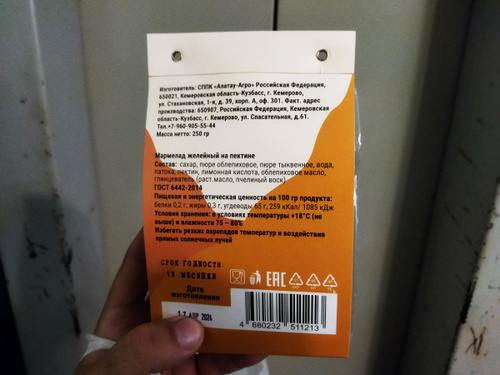 Изготовитель: СППК «Алатау-Агро» Российская Федерация,
650021, Кемеровская область-Кузбасс, г. Кемерово,
ул. Стахановская, 1-я, д. 39, корп. А, оф. 301. Факт. адрес
производства: 650907, Российская Федерация, Кемеровская
область-Кузбасс, г. Кемерово, ул. Спасательная, д.61.
Тел.+7-960-905-55-44
Масса нетто: 250 гр
Мармелад желейный на пектине
Состав: сахар, пюре облепиховое, пюре тыквенное, вода,
патока, пектин, лимонная кислота, облепиховое масло,
глянцеватель (раст.масло, пчелиный воск).
ГОСТ 6442-2014
Пищевая и энергетическая ценность на 100 гр продукта:
белки 0,2г, жиры 0,3 г, углеводы 65 г, 259 кКал/ 1085 кДж
Условия хранения: в условиях температуры +18°С (не
выше) и влажности 75 – 80%
Избегать резких перепадов температур и воздействия
прямых солнечных лучей
СРОК ГОДНОСТИ:
EAC
Дата
изготовления
АПР 2024
4 680232 511213